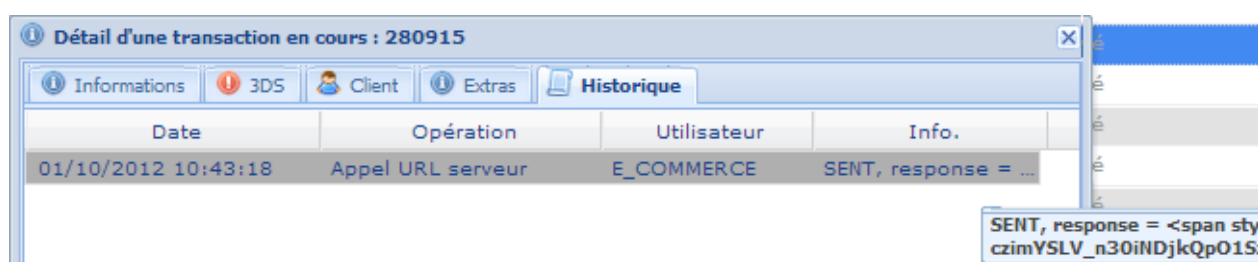 Détail d'une transaction en cours : 280915
Informations 3DS Client Extras Historique
Date Opération Utilisateur Info.
01/10/2012 10:43:18 Appel URL serveur E_COMMERCE SENT, response = ...
é
é
é
é
SENT, response = <span sty